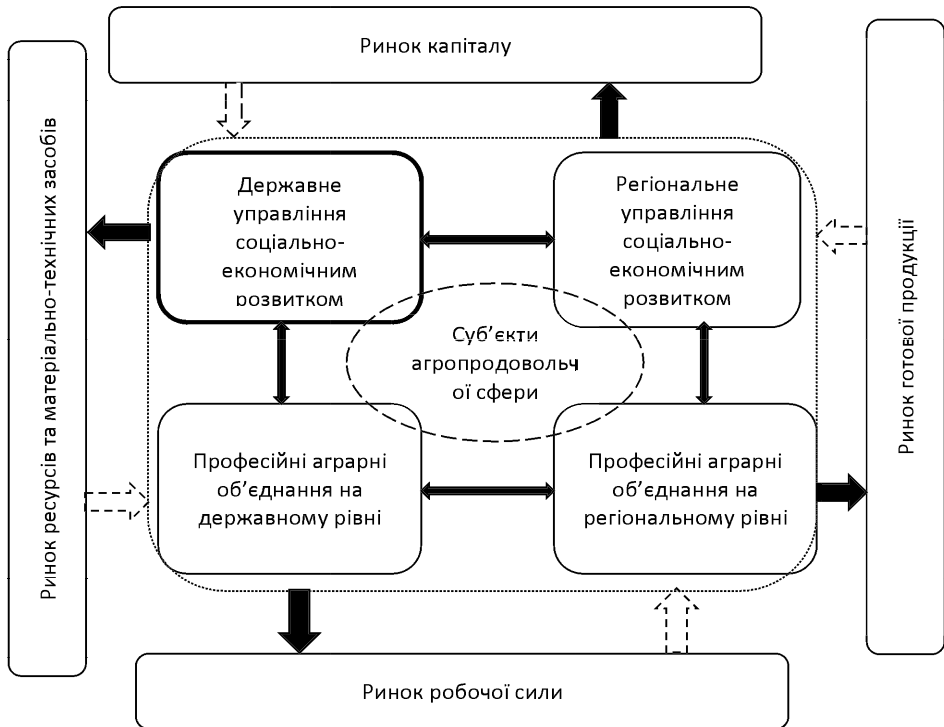 Ринок капіталу
Ринок ресурсів та матеріально-технічних засобів
Державне
управління
соціально-
економічним
розвитком
Регіональне
управління
соціально-
економічним
розвитком
Суб’єкти
агропродовольч
ої сфери
Професійні аграрні
об’єднання на
державному рівні
Професійні аграрні
об’єднання на
регіональному рівні
Ринок готової продукції
Ринок робочої сили